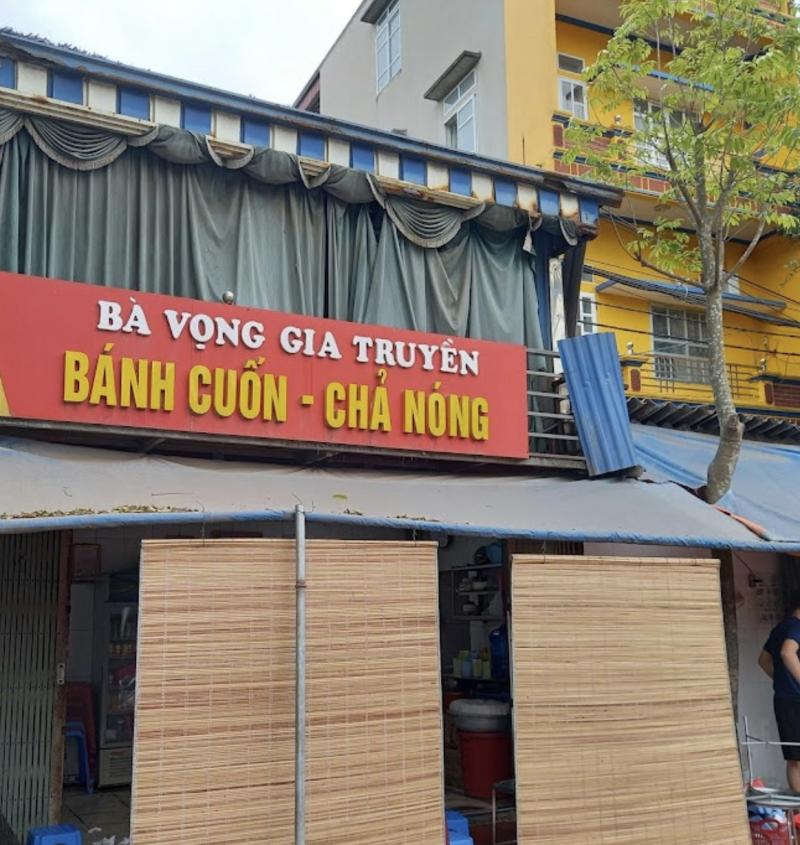 BÀ VỌNG GIA TRUYỀN
BÁNH CUỐN - CHẢ NÓNG